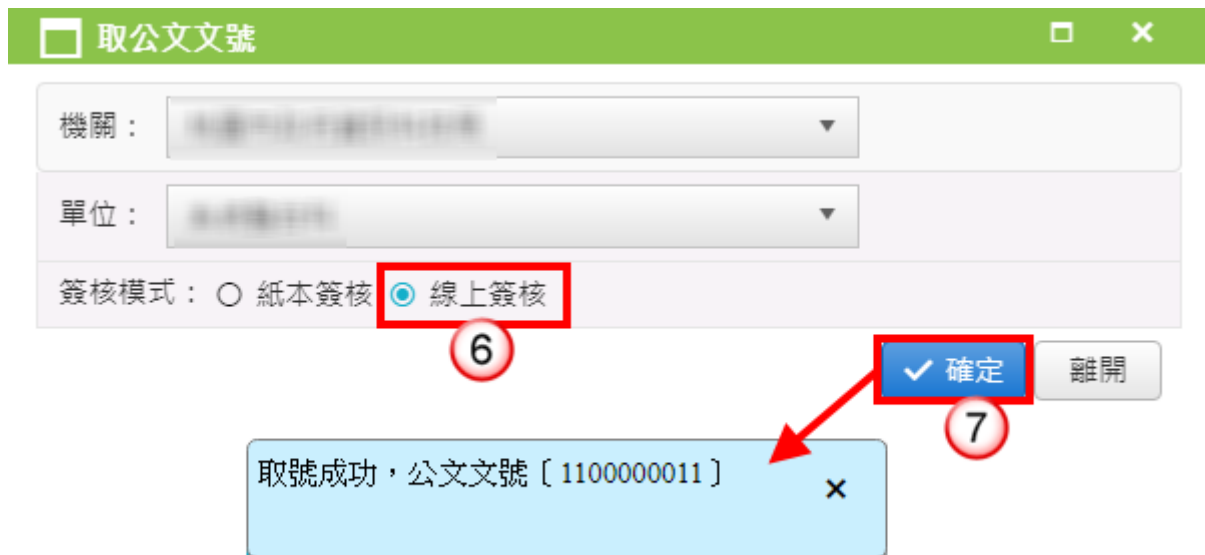 取公文文號
機關：
單位：
簽核模式： 紙本簽核 線上簽核
6
確定 離開
7
取號成功，公文文號〔1100000011〕